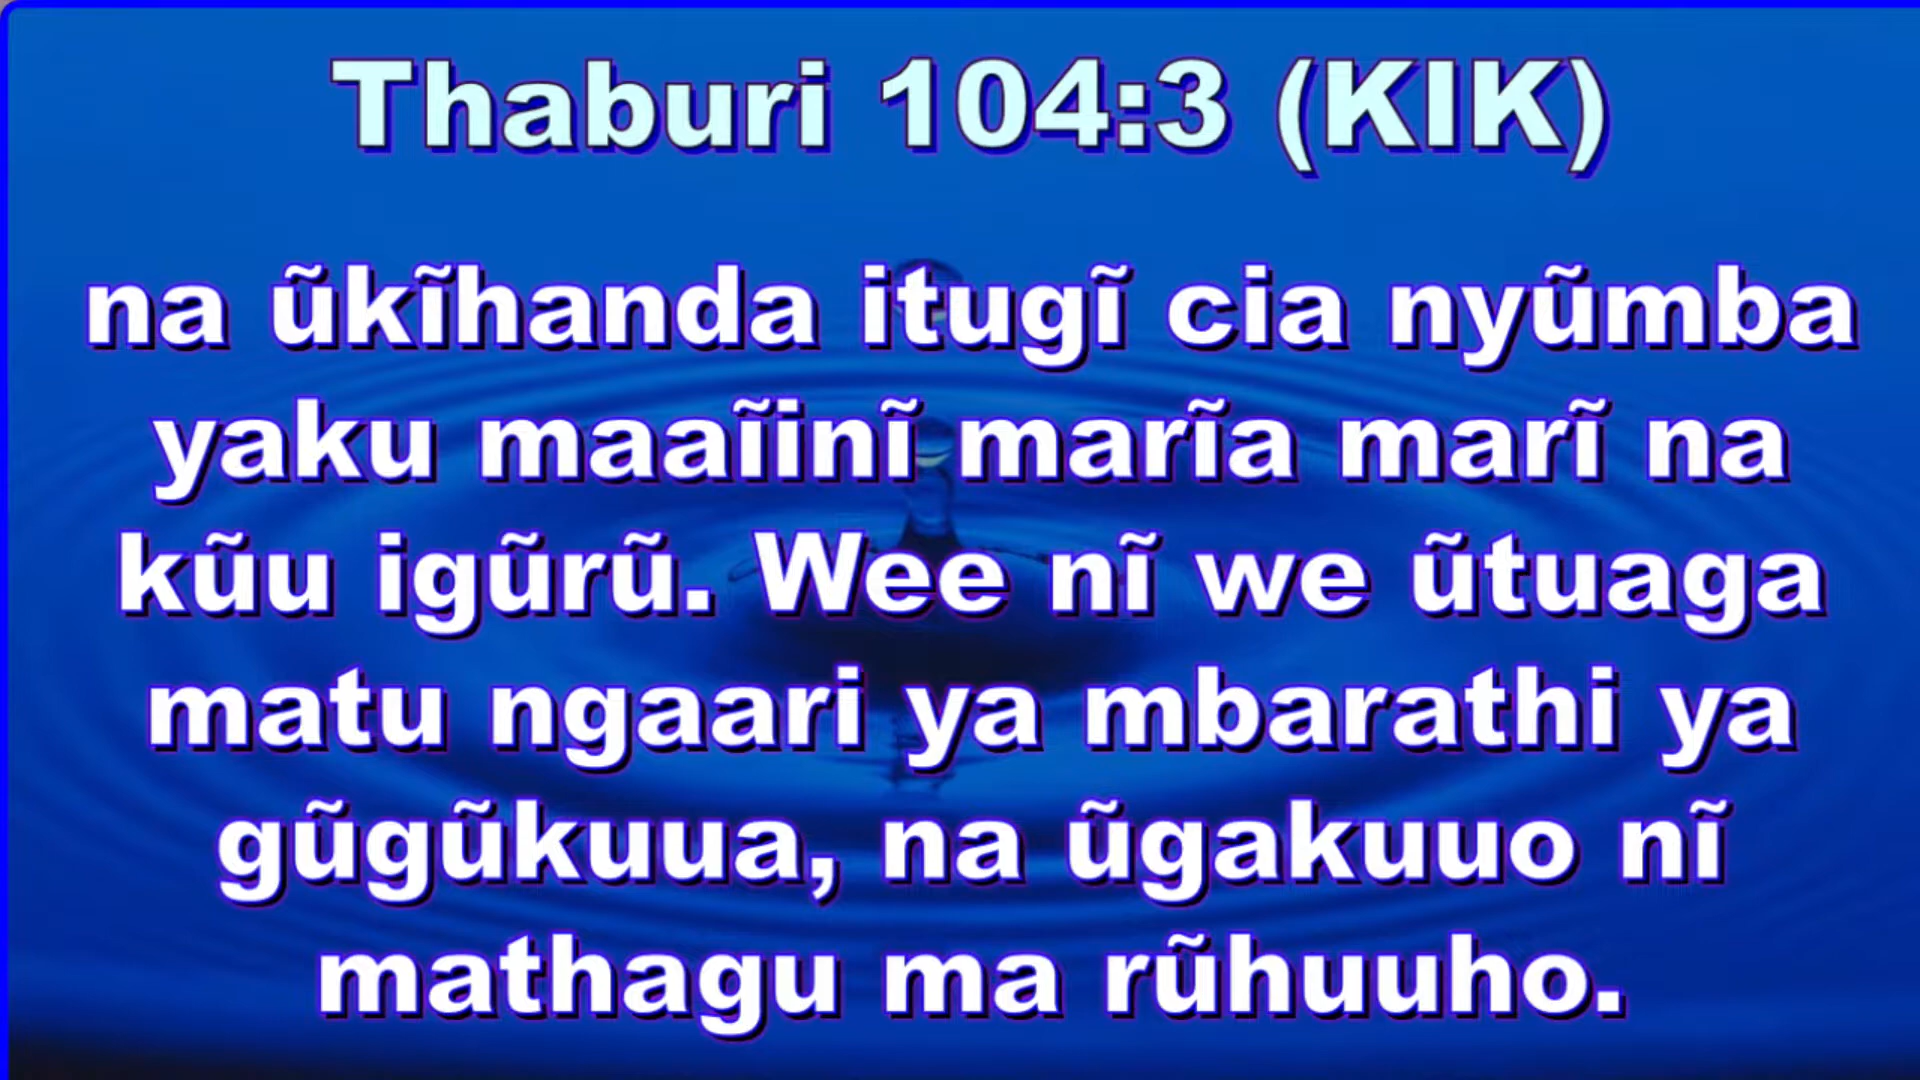 Thaburi 104:3 (KIK)
na ũkĩhanda itugĩ cia nyũmba
yaku maaĩinĩ marĩa marĩ na
kũu igũrũ. Wee nĩ we ũtuaga
matu ngaari ya mbarathi ya
gũgũkuua, na ũgakuuo nĩ
mathagu ma rũhuuho.